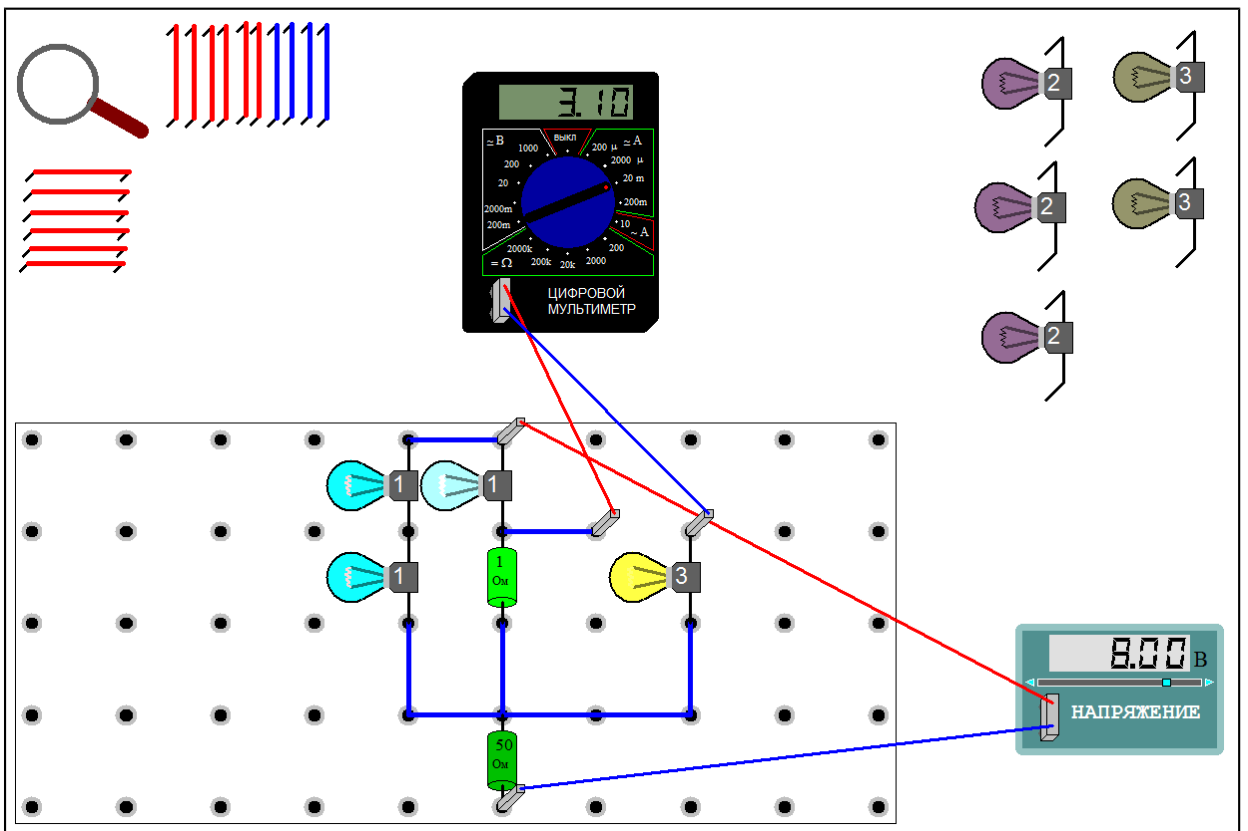 2
3
2
3
2
3.10
≃В
ВЫКЛ
≃А
1000
200 μ
200
2000 μ
20
20 m
2000m
200m
200m
10
~А
2000k
200
= Ω
200k
20k
2000
ЦИФРОВОЙ
МУЛЬТИМЕТР
1
1
1
1
Ом
3
8.00 В
НАПРЯЖЕНИЕ
50
Ом